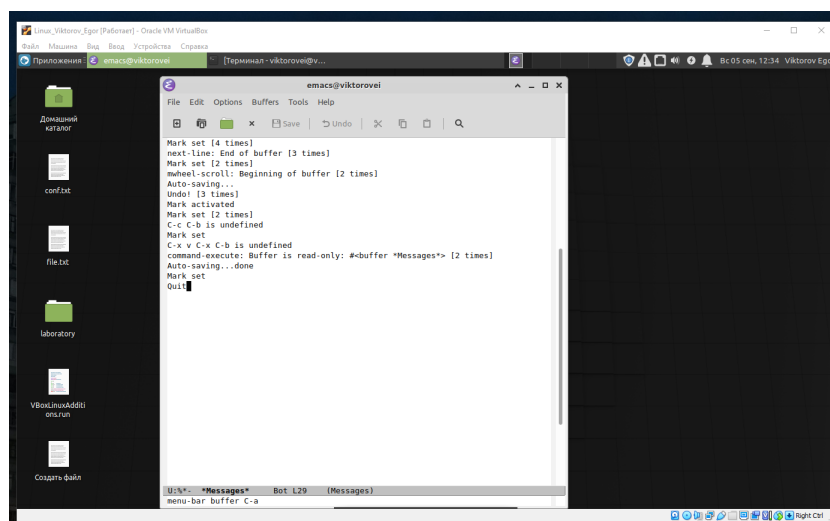 Linux_Viktorov_Egor [Работает] - Oracle VM VirtualBox
Файл Машина Вид Ввод Устройства Справка
Приложения emacs@viktorovei [Терминал - viktorovei@v... Вс 05 сен, 12:34 Viktorov Ego
emacs@viktorovei
File Edit Options Buffers Tools Help
Save Undo
Mark set [4 times]
next-line: End of buffer [3 times]
Mark set [2 times]
mwheel-scroll: Beginning of buffer [2 times]
Auto-saving...
Undo! [3 times]
Mark activated
Mark set [2 times]
C-c C-b is undefined
Mark set
C-x v C-x C-b is undefined
command-execute: Buffer is read-only: #<buffer *Messages*> [2 times]
Auto-saving...done
Mark set
Quit
U:%*- *Messages* Bot L29 (Messages)
menu-bar buffer C-a
Домашний
каталог
conf.txt
file.txt
laboratory
VBoxLinuxAdditi
ons.run
Создать файл
Right Ctrl